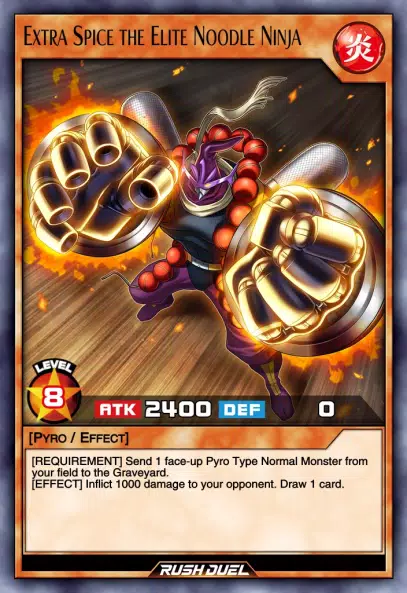 Extra Spice the Elite Noodle Ninja
炎
LEVEL
8
ATK 2400 DEF 0
[Pyro / Effect]
[REQUIREMENT] Send 1 face-up Pyro Type Normal Monster from
your field to the Graveyard.
[EFFECT] Inflict 1000 damage to your opponent. Draw 1 card.
RUSH DUEL